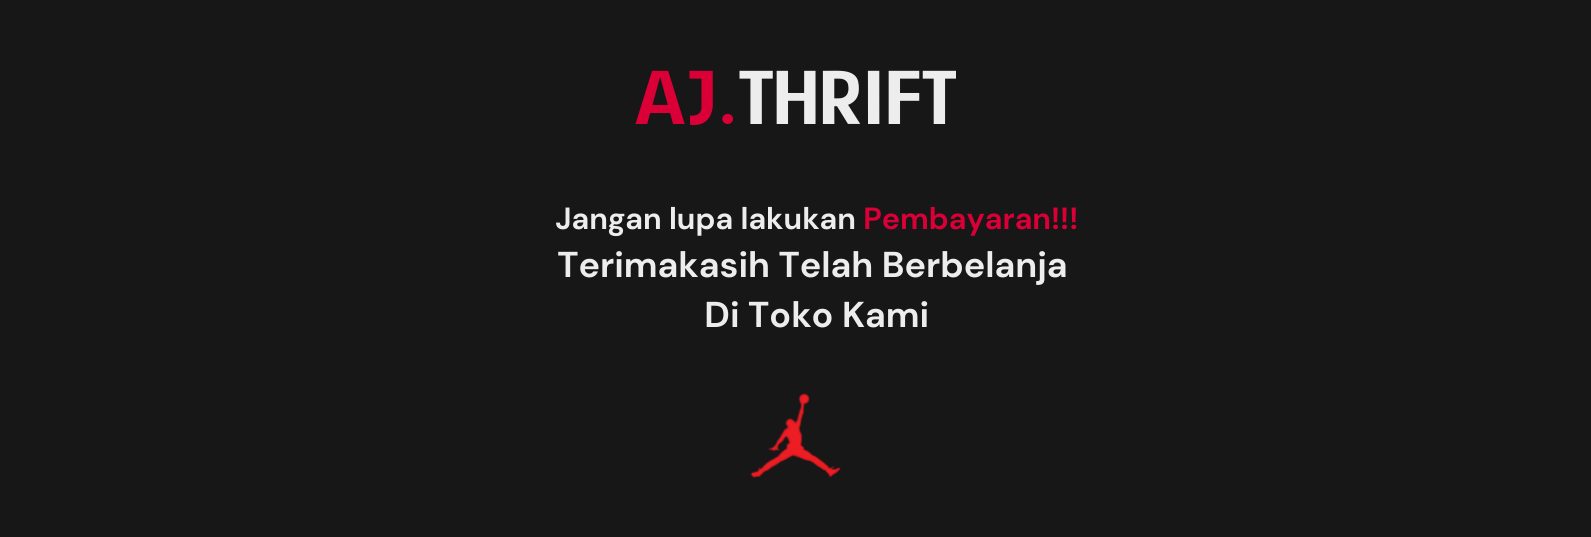 AJ.THRIFT
Jangan lupa lakukan Pembayaran!!!
Terimakasih Telah Berbelanja
Di Toko Kami